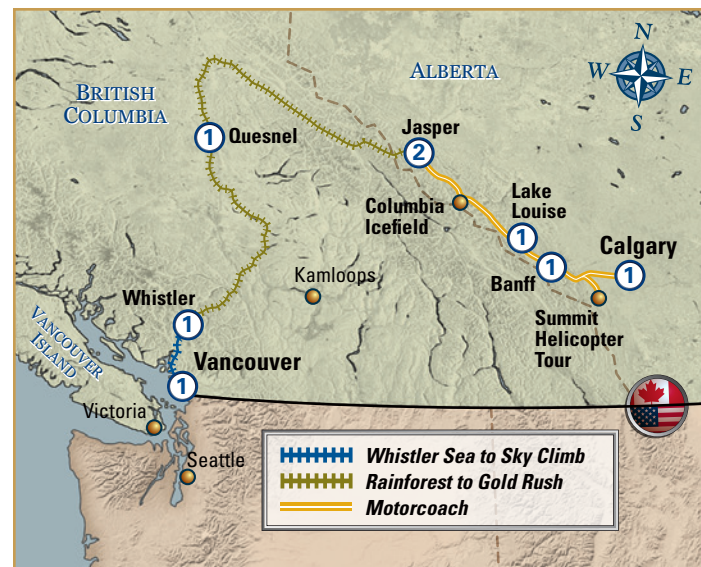 N
W
E
S
BRITISH
COLUMBIA
ALBERTA
1
Quesnel
Jasper
2
Columbia
Icefield
Lake
Louise
1
Banff
1
Calgary
1
Summit
Helicopter
Tour
Kamloops
Whistler
1
Vancouver
1
VANCOUVER
ISLAND
Victoria
Seattle
Whistler Sea to Sky Climb
Rainforest to Gold Rush
Motorcoach